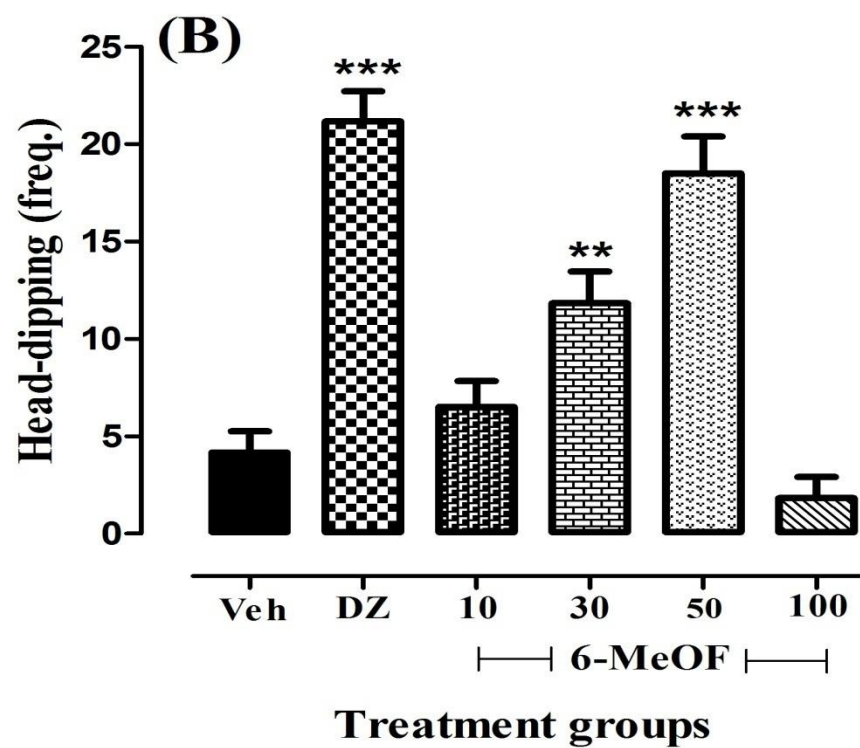 (B)
Head-dipping (freq.)
25
20
15
10
5
0
***
**
***
Veh DZ 10 30 50 100
6-MeOF
Treatment groups